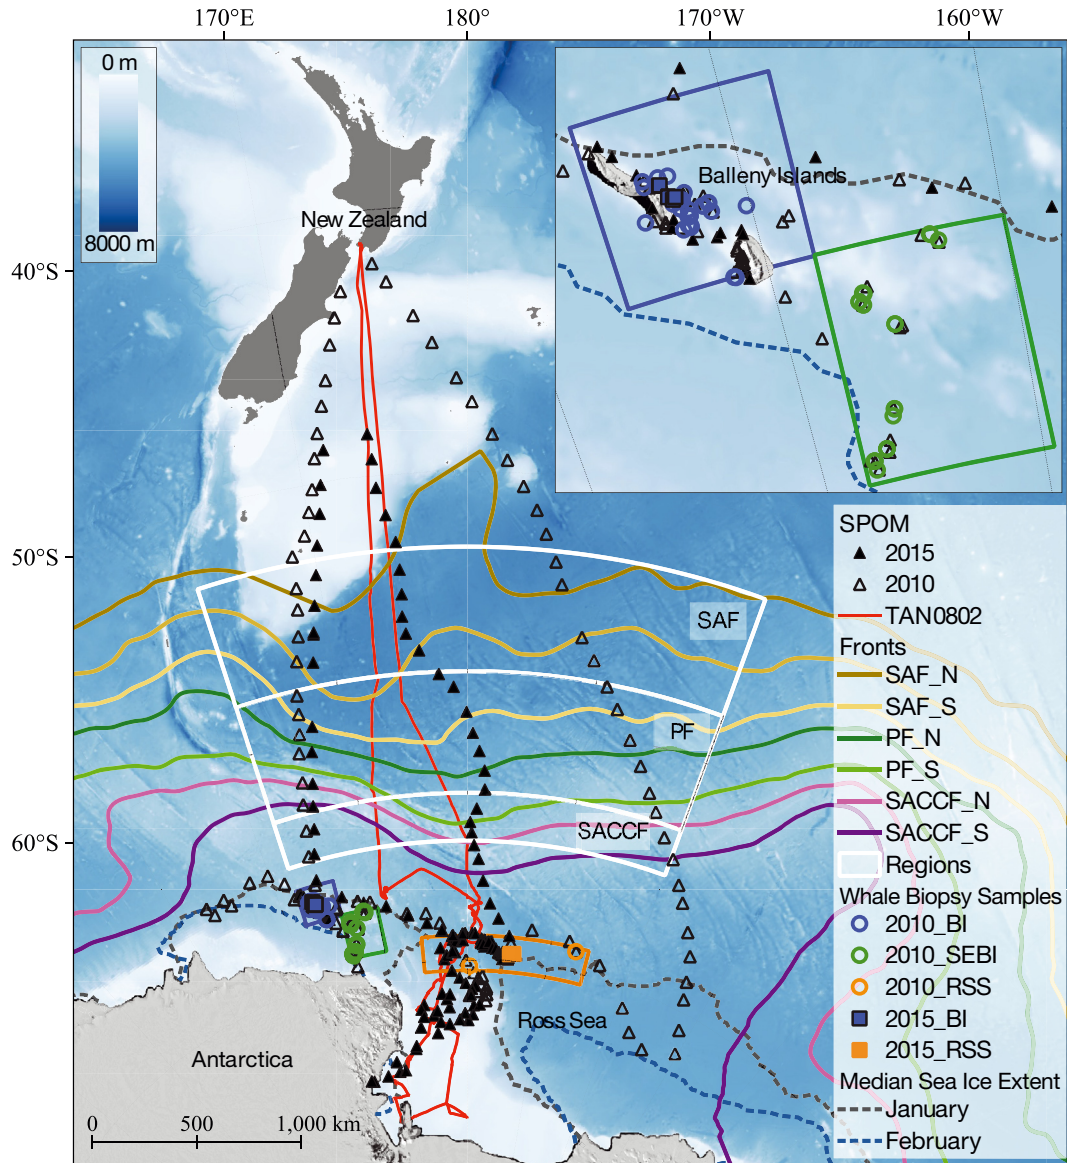 170°E 180° 170°W 160°W
0 m
8000 m
Balleny Islands
New Zealand
40°S
50°S
60°S
SAF
PF
SACCF
Ross Sea
Antarctica
0 500 1,000 km
SPOM
2015
2010
TAN0802
Fronts
SAF_N
SAF_S
PF_N
PF_S
SACCF_N
SACCF_S
Regions
Whale Biopsy Samples
2010_BI
2010_SEBI
2010_RSS
2015_BI
2015_RSS
Median Sea Ice Extent
January
February